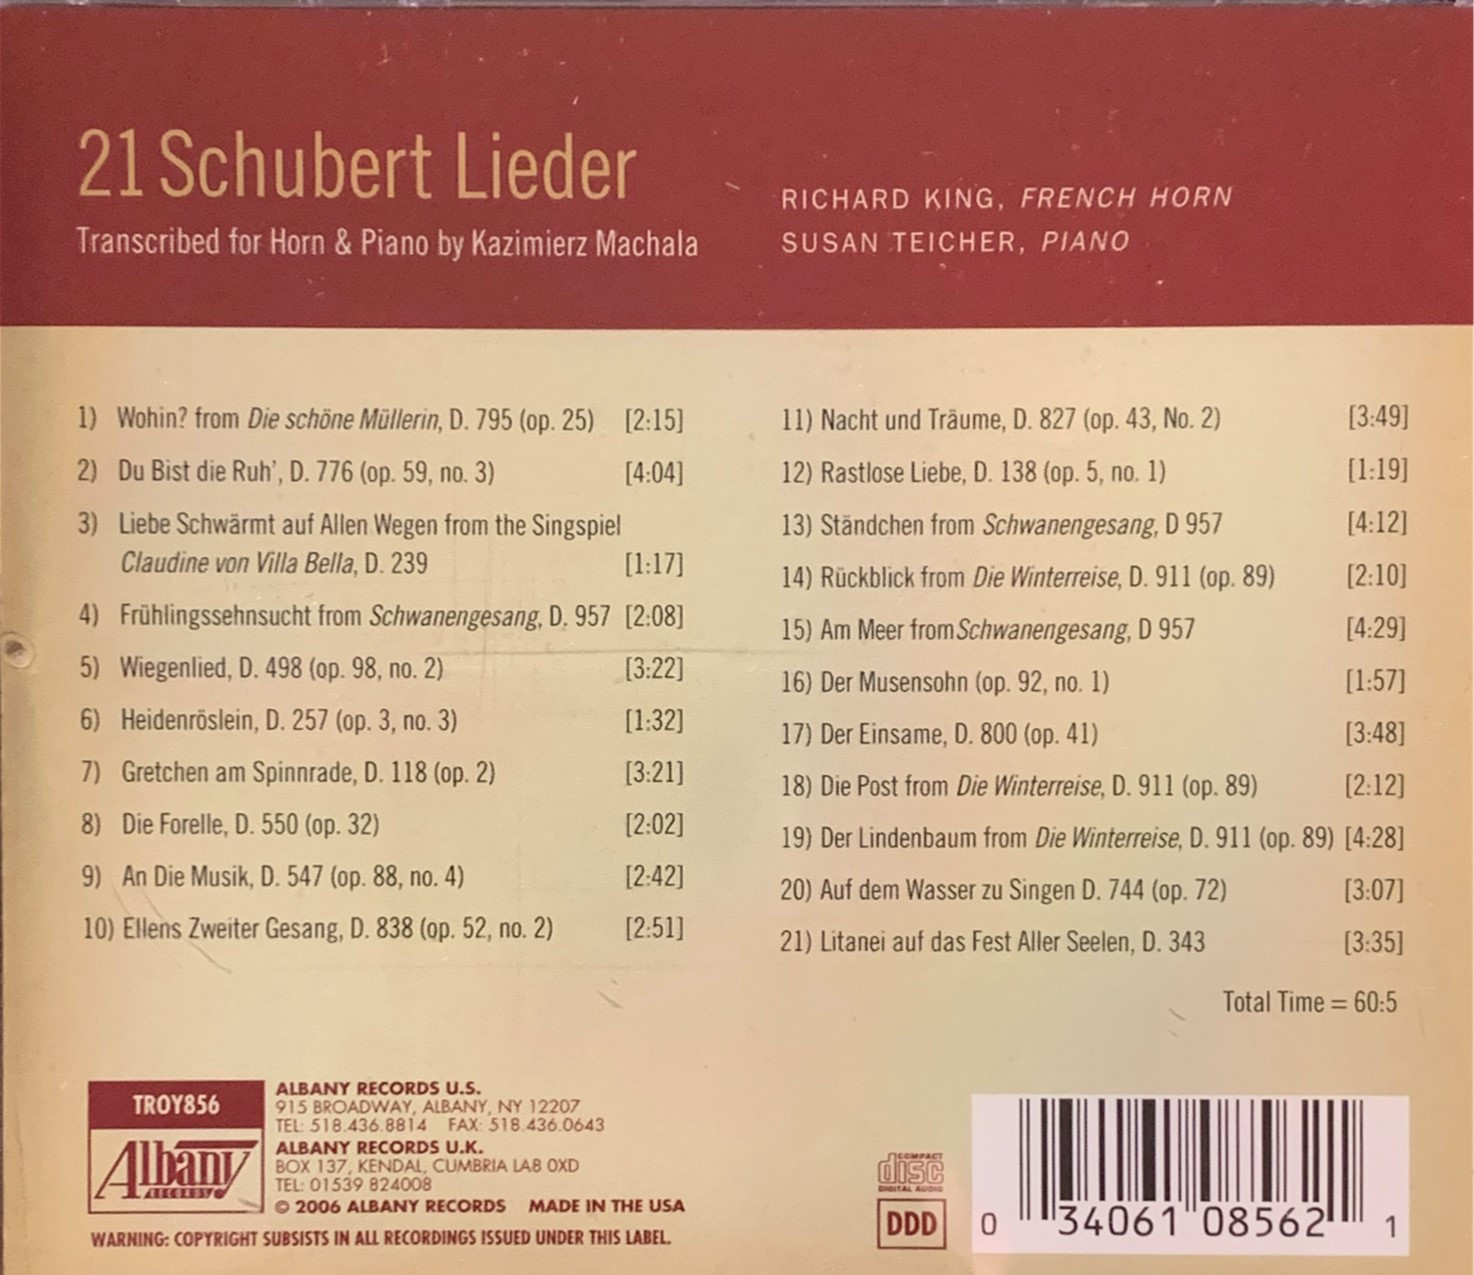 21 Schubert Lieder
Transcribed for Horn & Piano by Kazimierz Machala
RICHARD KING, FRENCH HORN
SUSAN TEICHER, PIANO
1) Wohin? from Die schöne Müllerin, D. 795 (op. 25) [2:15]
2) Du Bist die Ruh', D. 776 (op. 59, no. 3) [4:04]
3) Liebe Schwärmt auf Allen Wegen from the Singspiel
Claudine von Villa Bella, D. 239 [1:17]
4) Frühlingssehnsucht from Schwanengesang, D. 957 [2:08]
5) Wiegenlied, D. 498 (op. 98, no. 2) [3:22]
6) Heidenröslein, D. 257 (op. 3, no. 3) [1:32]
7) Gretchen am Spinnrade, D. 118 (op. 2) [3:21]
8) Die Forelle, D. 550 (op. 32) [2:02]
9) An Die Musik, D. 547 (op. 88, no. 4) [2:42]
10) Ellens Zweiter Gesang, D. 838 (op. 52, no. 2) [2:51]
11) Nacht und Träume, D. 827 (op. 43, No. 2) [3:49]
12) Rastlose Liebe, D. 138 (op. 5, no. 1) [1:19]
13) Ständchen from Schwanengesang, D 957 [4:12]
14) Rückblick from Die Winterreise, D. 911 (op. 89) [2:10]
15) Am Meer from Schwanengesang, D 957 [4:29]
16) Der Musensohn (op. 92, no. 1) [1:57]
17) Der Einsame, D. 800 (op. 41) [3:48]
18) Die Post from Die Winterreise, D. 911 (op. 89) [2:12]
19) Der Lindenbaum from Die Winterreise, D. 911 (op. 89) [4:28]
20) Auf dem Wasser zu Singen D. 744 (op. 72) [3:07]
21) Litanei auf das Fest Aller Seelen, D. 343 [3:35]
Total Time = 60:5
TROY856
Albany
RECORDS
ALBANY RECORDS U.S.
915 BROADWAY, ALBANY, NY 12207
TEL: 518.436.8814 FAX: 518.436.0643
ALBANY RECORDS U.K.
BOX 137, KENDAL, CUMBRIA LA8 0XD
TEL: 01539 824008
© 2006 ALBANY RECORDS MADE IN THE USA
WARNING: COPYRIGHT SUBSISTS IN ALL RECORDINGS ISSUED UNDER THIS LABEL.
COMPACT
disc
DIGITAL AUDIO
DDD
0 34061 08562 1